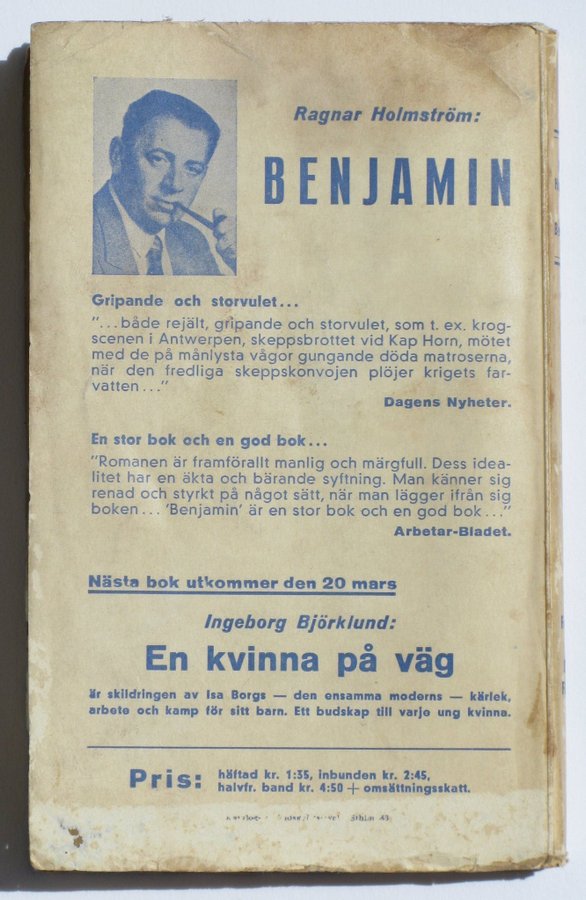 Ragnar Holmström:
BENJAMIN
Gripande och storvulet...
"... både rejält, gripande och storvulet, som t. ex. krog-
scenen i Antwerpen, skeppsbrottet vid Kap Horn, mötet
med de på månlysta vågor gungande döda matroserna,
när den fredliga skeppskonvojen plöjer krigets far-
vatten..."
Dagens Nyheter.
En stor bok och en god bok...
"Romanen är framförallt manlig och märgfull. Dess idea-
litet har en äkta och bärande syftning. Man känner sig
renad och styrkt på något sätt, när man lägger ifrån sig
boken... 'Benjamin' är en stor bok och en god bok..."
Arbetar-Bladet.
Nästa bok utkommer den 20 mars
Ingeborg Björklund:
En kvinna på väg
är skildringen av Isa Borgs — den ensamma moderns — kärlek,
arbete och kamp för sitt barn. Ett budskap till varje ung kvinna.
Pris: häftad kr. 1:35, inbunden kr. 2:45,
halvfr. band kr. 4:50 + omsättningsskatt.